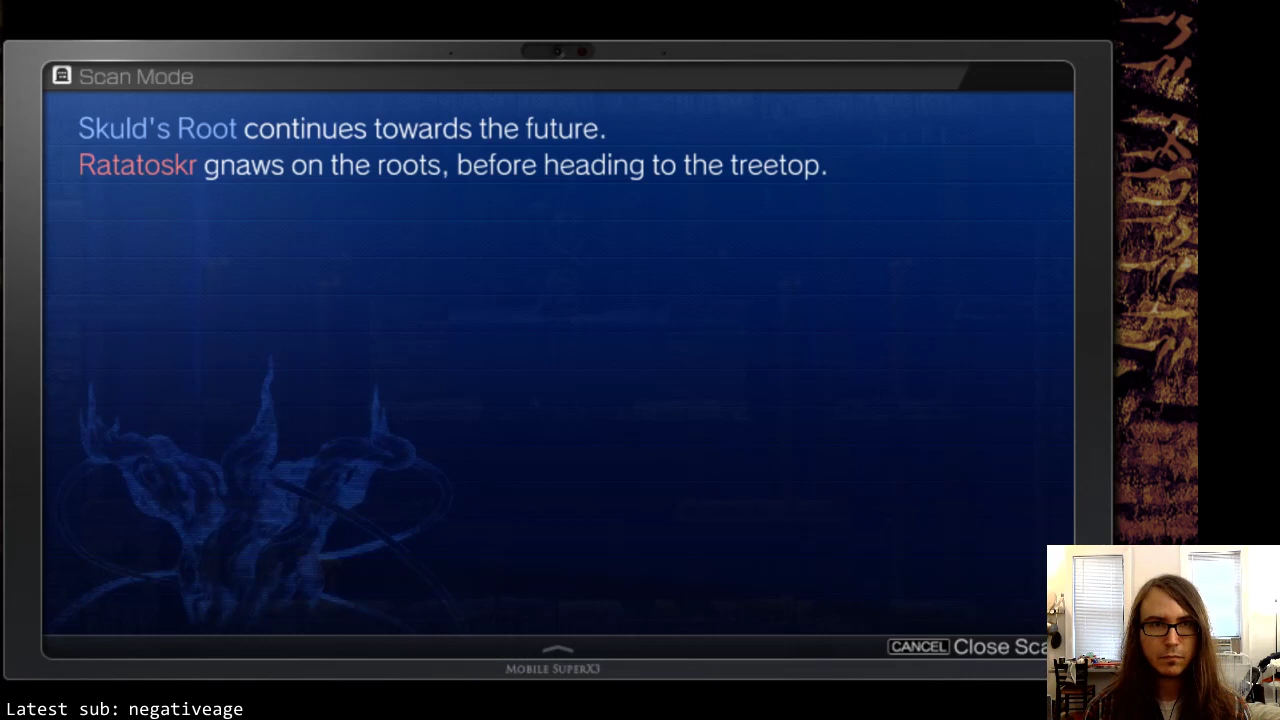 Scan Mode
Skuld's Root continues towards the future.
Ratatoskr gnaws on the roots, before heading to the treetop.
CANCEL Close Sca
MOBILE SUPERX3
Latest sub: negativeage